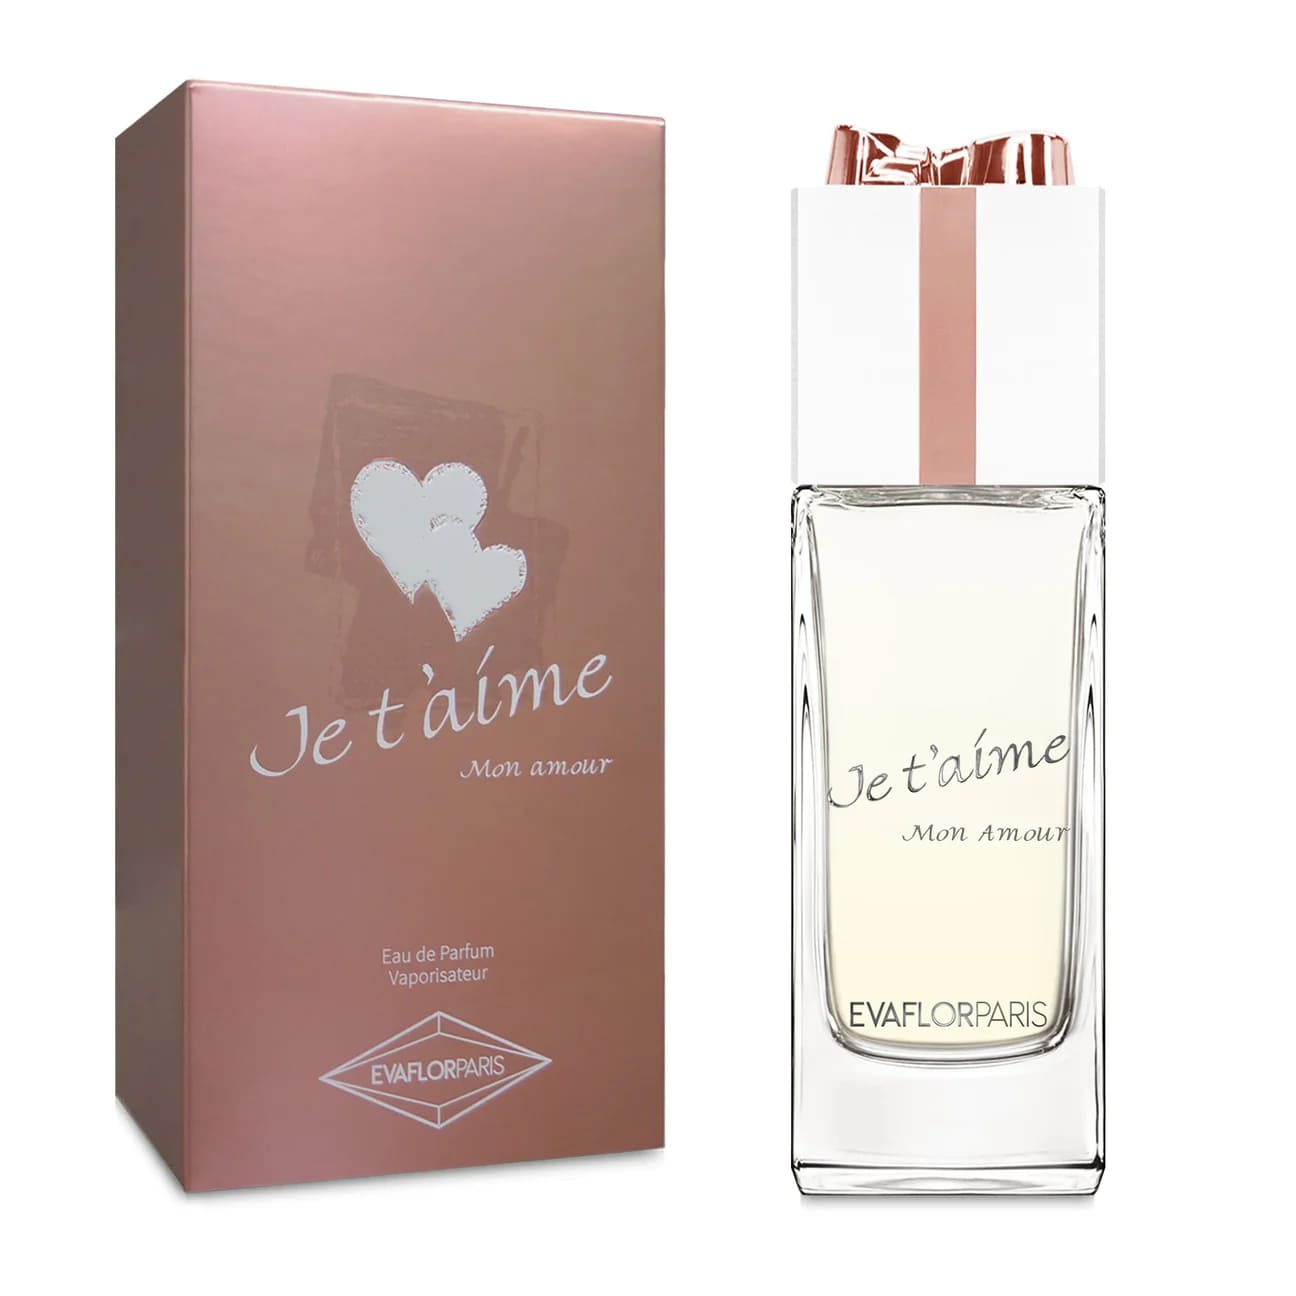 Je t'aime
Mon amour
Eau de Parfum
Vaporisateur
EVAFLORPARIS
Je t'aime
Mon Amour
EVAFLORPARIS